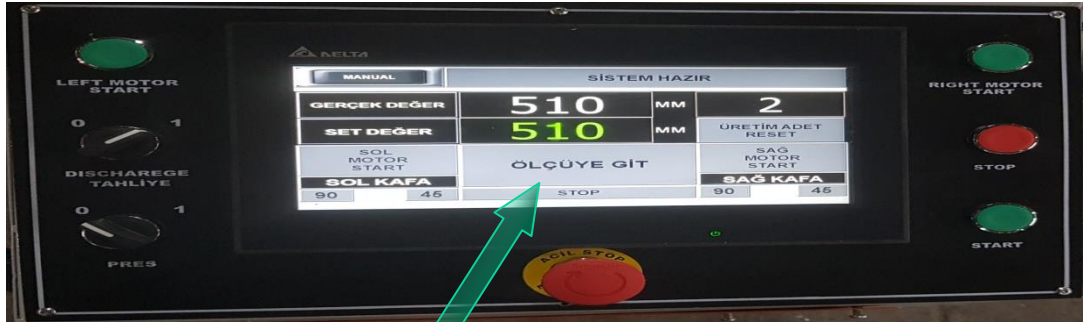 DELTA
LEFT MOTOR
START
0 1
DISCHAREGE
TAHLİYE
0 1
PRES
MANUAL
SİSTEM HAZIR
GERÇEK DEĞER 510 MM 2
SET DEĞER 510 MM ÜRETİM ADET
RESET
SOL
MOTOR
START
ÖLÇÜYE GİT
SAĞ
MOTOR
START
SOL KAFA
SAĞ KAFA
90 45 STOP 90 45
ACİL STOP
RIGHT MOTOR
START
STOP
START